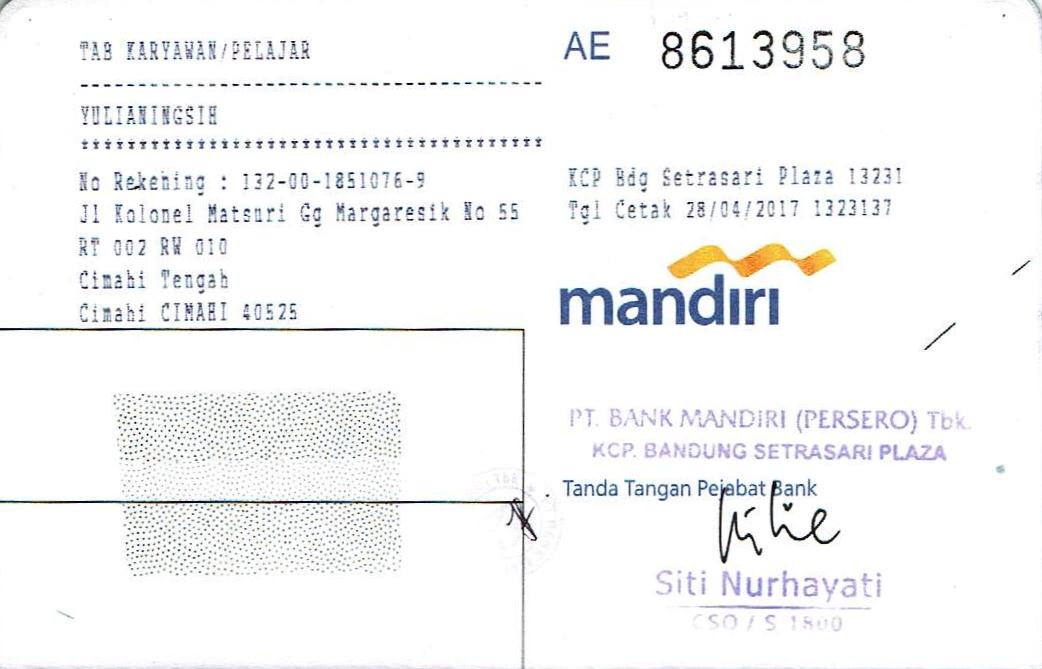 TAB KARYAWAN/PELAJAR
YULIANINGSIH
No Rekening : 132-00-1851076-9
Jl Kolonel Matsuri Gg Margaresik No 55
RT 002 RW 010
Cimahi Tengah
Cimahi CIMAHI 40525
AE 8613958
KCP Bdg Setrasari Plaza 13231
Tgl Cetak 28/04/2017 1323137
mandiri
PT. BANK MANDIRI (PERSERO) Tbk.
KCP. BANDUNG SETRASARI PLAZA
Tanda Tangan Pejabat Bank
Siti Nurhayati
CSO / S 1800